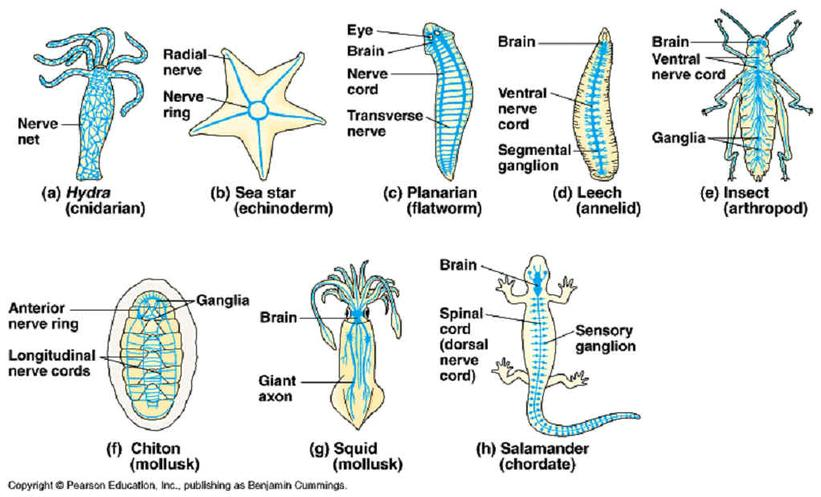 Nerve
net
(a) Hydra
(cnidarian)
Radial
nerve
Nerve
ring
(b) Sea star
(echinoderm)
Eye
Brain
Nerve
cord
Transverse
nerve
(c) Planarian
(flatworm)
Brain
Ventral
nerve
cord
Segmental
ganglion
(d) Leech
(annelid)
Brain
Ventral
nerve cord
Ganglia
(e) Insect
(arthropod)
Anterior
nerve ring
Longitudinal
nerve cords
Ganglia
(f) Chiton
(mollusk)
Brain
Giant
axon
(g) Squid
(mollusk)
Brain
Spinal
cord
(dorsal
nerve
cord)
Sensory
ganglion
(h) Salamander
(chordate)
Copyright © Pearson Education, Inc., publishing as Benjamin Cummings.